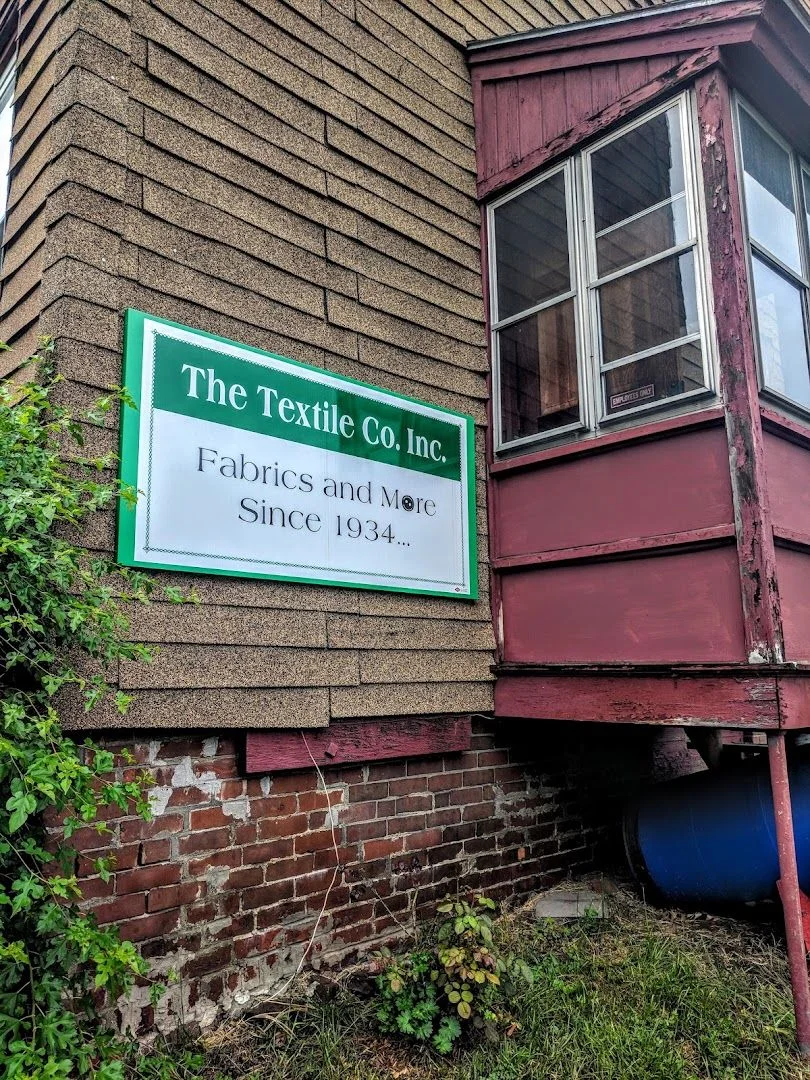 The Textile Co. Inc.
Fabrics and More
Since 1934...
EMPLOYEES ONLY